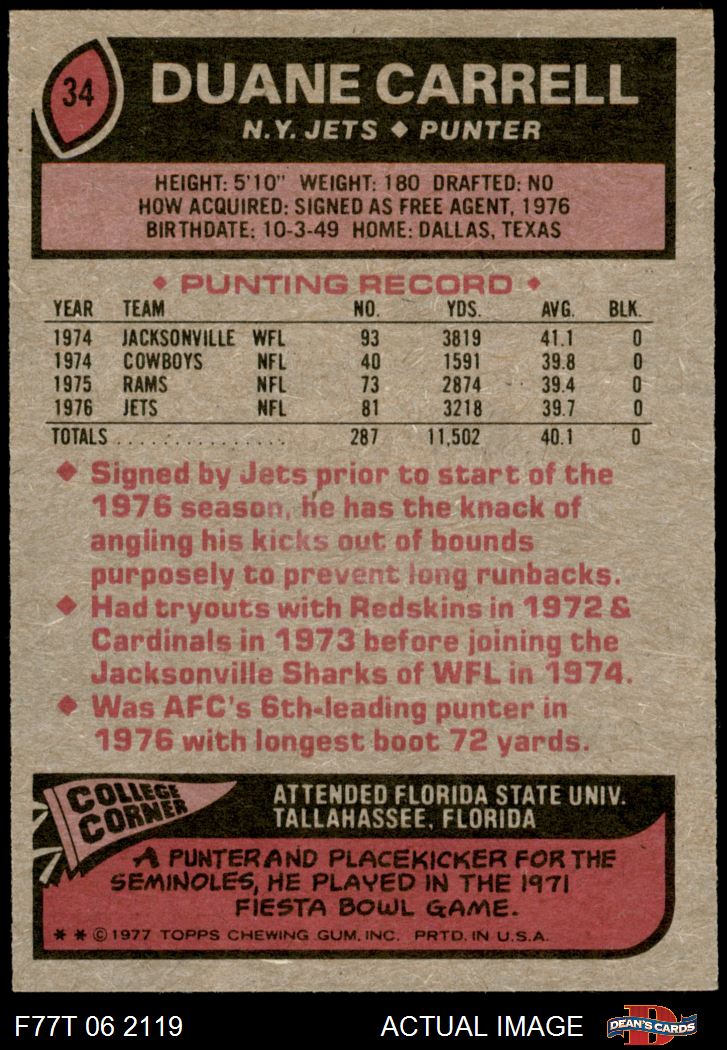 34
DUANE CARRELL
N.Y. JETS ◆ PUNTER
HEIGHT: 5'10" WEIGHT: 180 DRAFTED: NO
HOW ACQUIRED: SIGNED AS FREE AGENT, 1976
BIRTHDATE: 10-3-49 HOME: DALLAS, TEXAS
◆ PUNTING RECORD ◆
YEAR TEAM NO. YDS. AVG. BLK.
1974 JACKSONVILLE WFL 93 3819 41.1 0
1974 COWBOYS NFL 40 1591 39.8 0
1975 RAMS NFL 73 2874 39.4 0
1976 JETS NFL 81 3218 39.7 0
TOTALS . . . . . . . . . . . . . . . 287 11,502 40.1 0
◆ Signed by Jets prior to start of the
1976 season, he has the knack of
angling his kicks out of bounds
purposely to prevent long runbacks.
◆ Had tryouts with Redskins in 1972 &
Cardinals in 1973 before joining the
Jacksonville Sharks of WFL in 1974.
◆ Was AFC's 6th-leading punter in
1976 with longest boot 72 yards.
COLLEGE
CORNER
ATTENDED FLORIDA STATE UNIV.
TALLAHASSEE, FLORIDA
A PUNTER AND PLACEKICKER FOR THE
SEMINOLES, HE PLAYED IN THE 1971
FIESTA BOWL GAME.
* * © 1977 TOPPS CHEWING GUM, INC. PRTD. IN U.S.A.
F77T 06 2119 ACTUAL IMAGE
D
DEAN'S CARDS